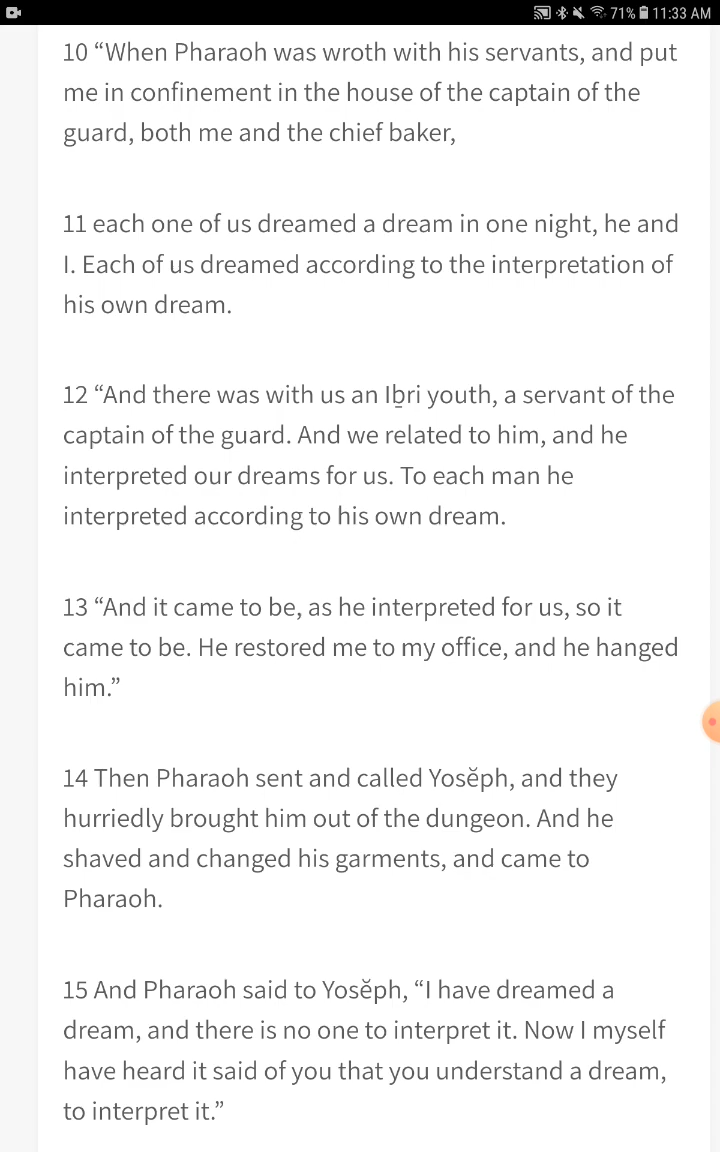 71% 11:33 AM
10 “When Pharaoh was wroth with his servants, and put
me in confinement in the house of the captain of the
guard, both me and the chief baker,
11 each one of us dreamed a dream in one night, he and
I. Each of us dreamed according to the interpretation of
his own dream.
12 “And there was with us an Iḇri youth, a servant of the
captain of the guard. And we related to him, and he
interpreted our dreams for us. To each man he
interpreted according to his own dream.
13 “And it came to be, as he interpreted for us, so it
came to be. He restored me to my office, and he hanged
him.”
14 Then Pharaoh sent and called Yosĕph, and they
hurriedly brought him out of the dungeon. And he
shaved and changed his garments, and came to
Pharaoh.
15 And Pharaoh said to Yosĕph, “I have dreamed a
dream, and there is no one to interpret it. Now I myself
have heard it said of you that you understand a dream,
to interpret it.”